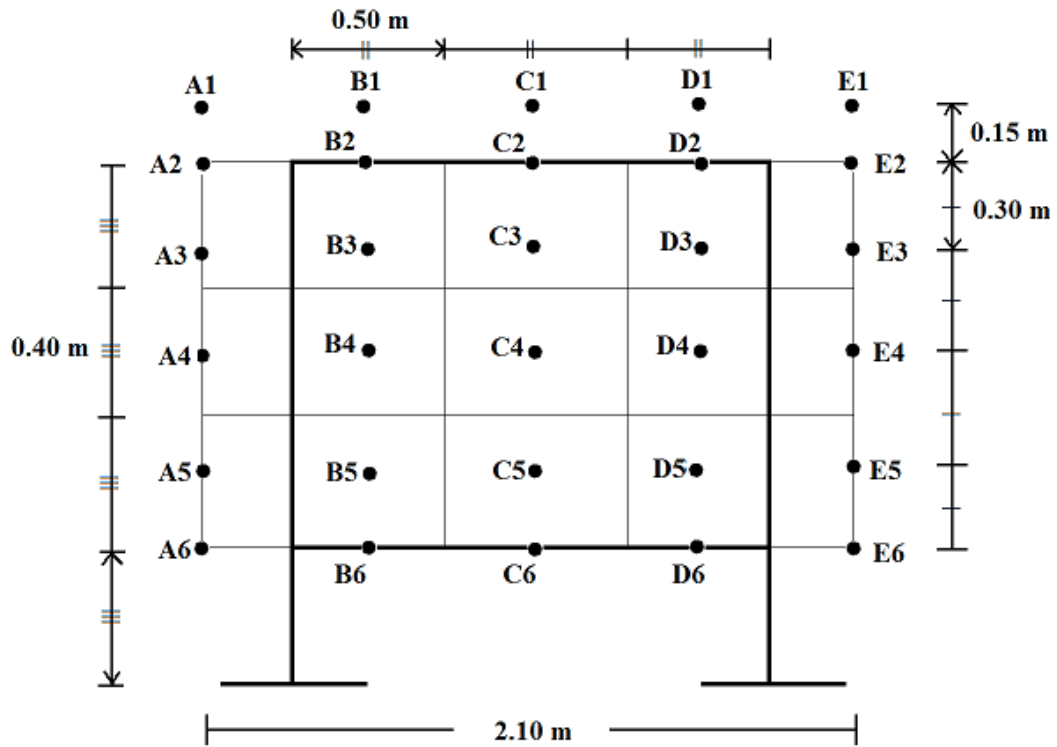 0.50 m
A1 B1 C1 D1 E1
0.15 m
A2 B2 C2 D2 E2
0.30 m
A3 B3 C3 D3 E3
0.40 m
A4 B4 C4 D4 E4
A5 B5 C5 D5 E5
A6 B6 C6 D6 E6
2.10 m